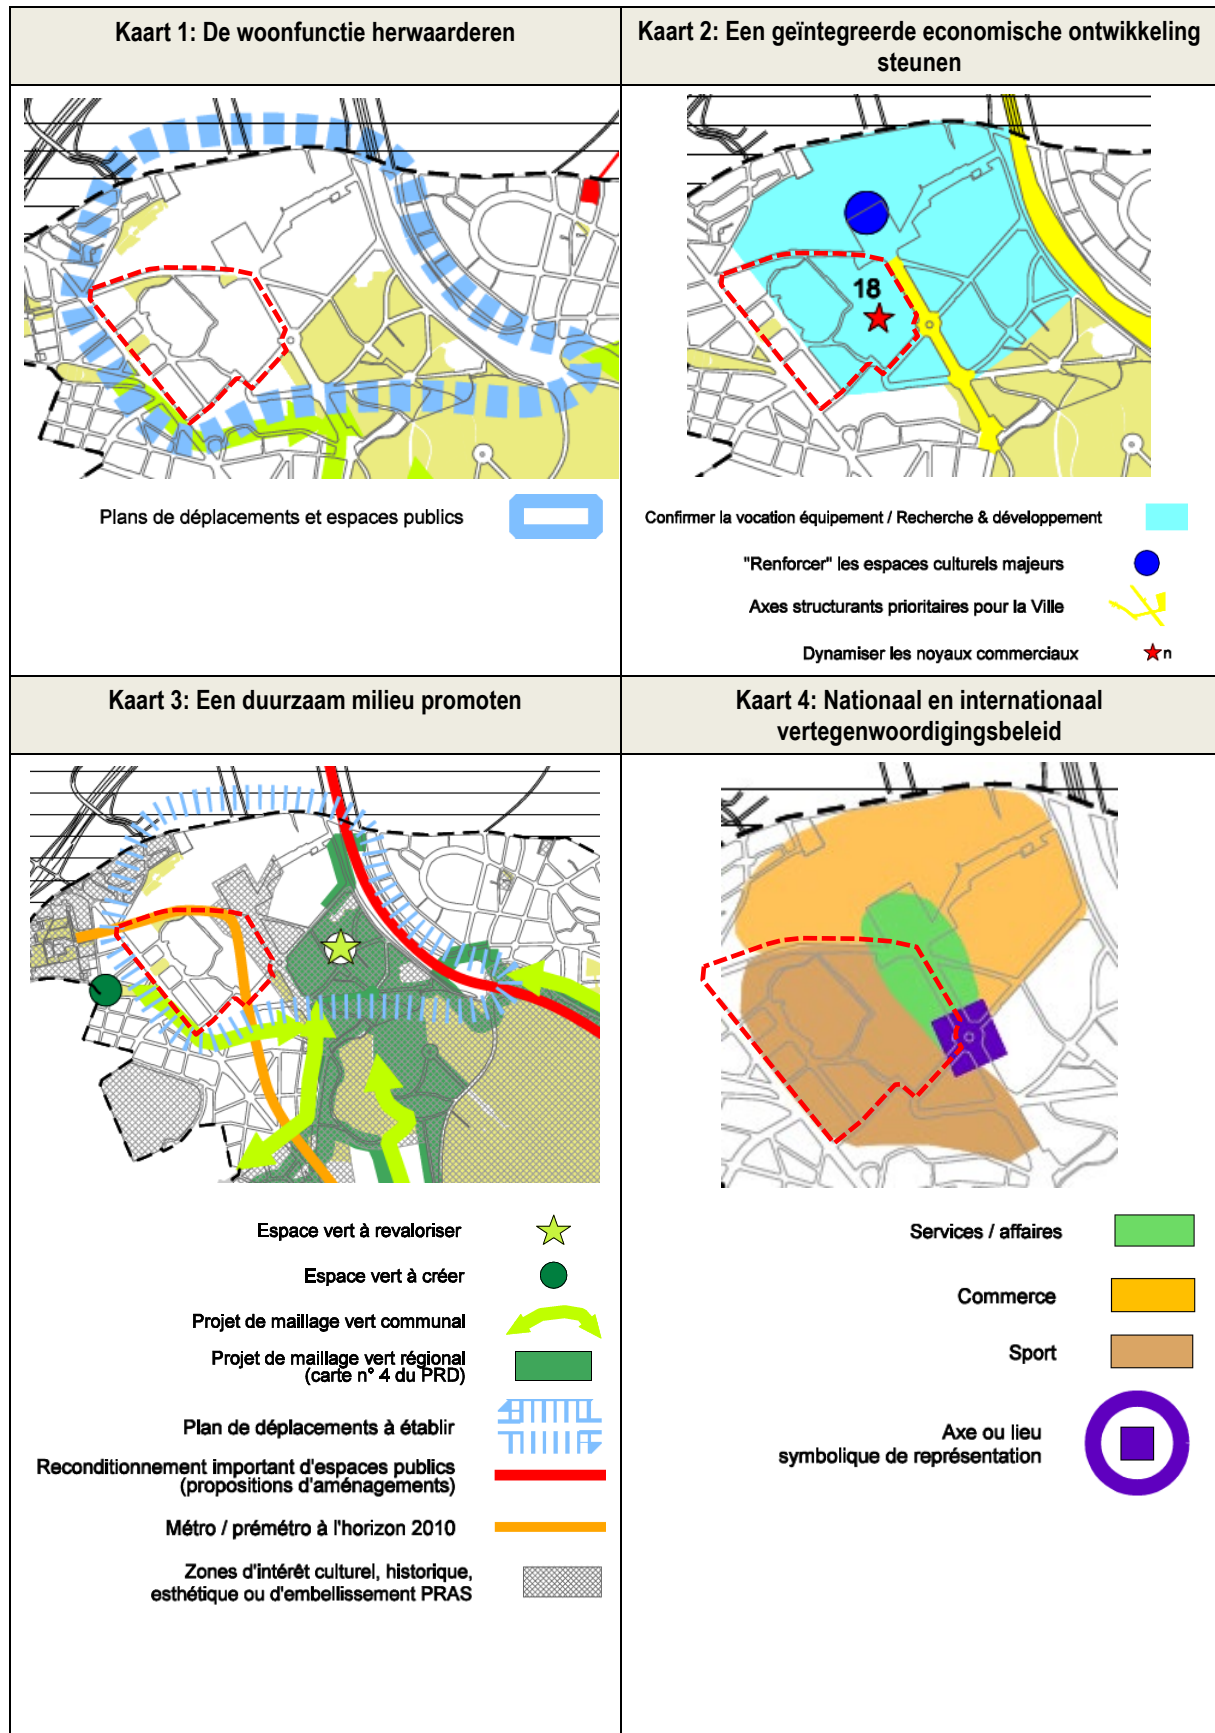 Kaart 1: De woonfunctie herwaarderen
Kaart 2: Een geïntegreerde economische ontwikkeling
steunen
Plans de déplacements et espaces publics
18
Confirmer la vocation équipement / Recherche & développement
"Renforcer" les espaces culturels majeurs
Axes structurants prioritaires pour la Ville
Dynamiser les noyaux commerciaux
n
Kaart 3: Een duurzaam milieu promoten
Kaart 4: Nationaal en internationaal
vertegenwoordigingsbeleid
Espace vert à revaloriser
Espace vert à créer
Projet de maillage vert communal
Projet de maillage vert régional
(carte n° 4 du PRD)
Plan de déplacements à établir
Reconditionnement important d'espaces publics
(propositions d'aménagements)
Métro / prémétro à l'horizon 2010
Zones d'intérêt culturel, historique,
esthétique ou d'embellissement PRAS
Services / affaires
Commerce
Sport
Axe ou lieu
symbolique de représentation